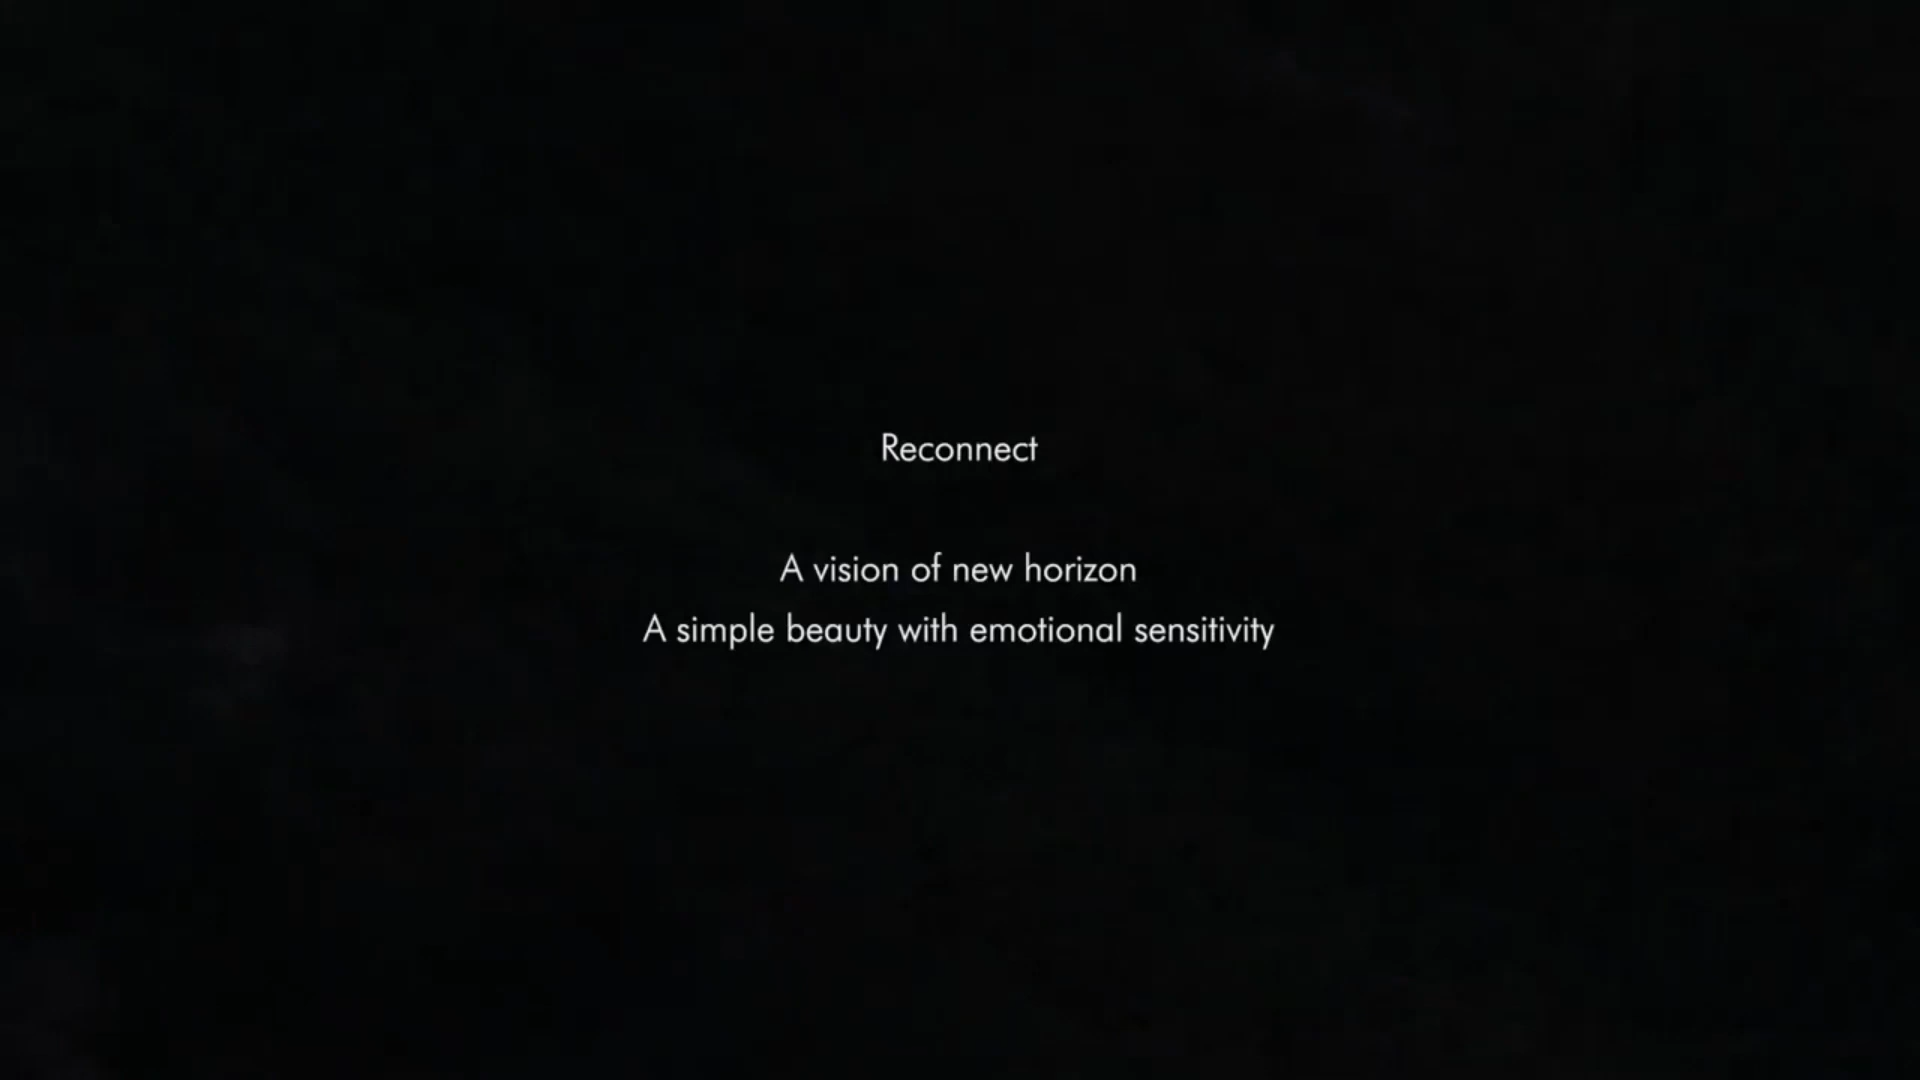 Reconnect
A vision of new horizon
A simple beauty with emotional sensitivity